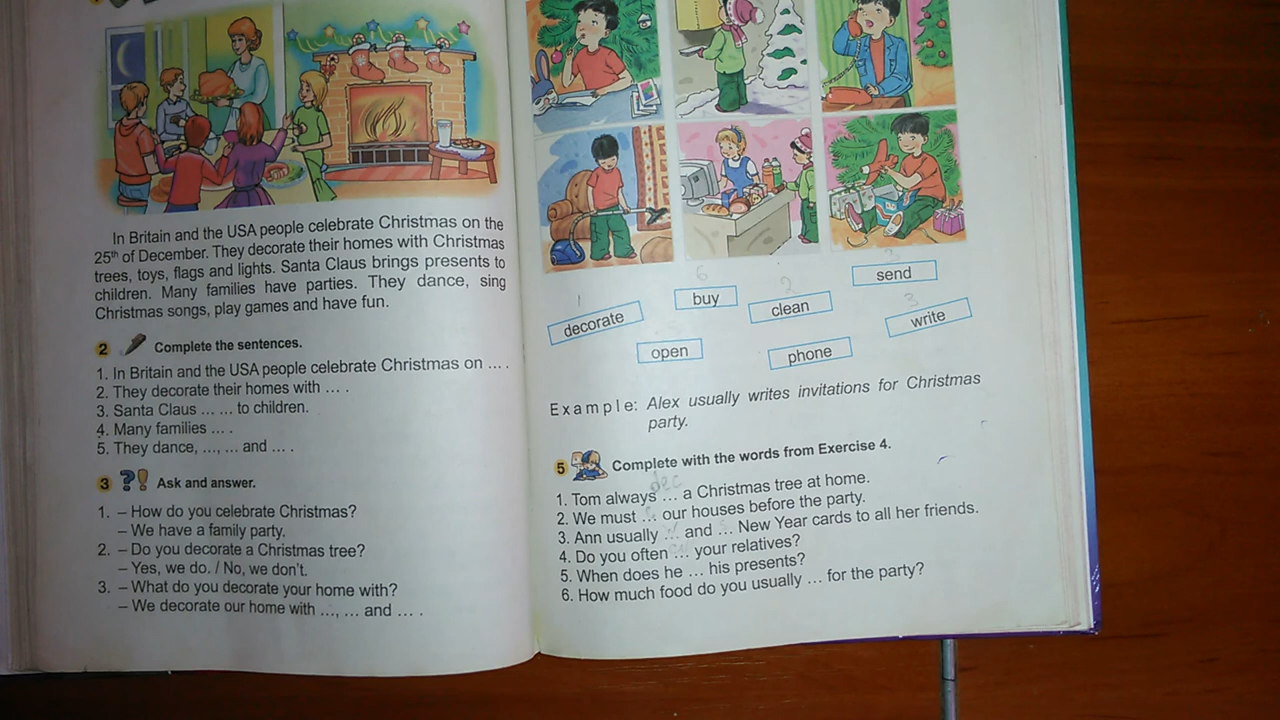 In Britain and the USA people celebrate Christmas on the
25th of December. They decorate their homes with Christmas
trees, toys, flags and lights. Santa Claus brings presents to
children. Many families have parties. They dance, sing
Christmas songs, play games and have fun.
2 Complete the sentences.
1. In Britain and the USA people celebrate Christmas on ... .
2. They decorate their homes with ... .
3. Santa Claus ... ... to children.
4. Many families ... .
5. They dance, ..., ... and ... .
3 ?! Ask and answer.
1. – How do you celebrate Christmas?
– We have a family party.
2. – Do you decorate a Christmas tree?
– Yes, we do. / No, we don't.
3. – What do you decorate your home with?
– We decorate our home with ..., ... and ... .
3
send
6
buy
2
clean
1
decorate
3
write
open
phone
Example: Alex usually writes invitations for Christmas
party.
5 Complete with the words from Exercise 4.
dec
1. Tom always ... a Christmas tree at home.
2. We must ... our houses before the party.
3. Ann usually ... and ... New Year cards to all her friends.
4. Do you often ... your relatives?
5. When does he ... his presents?
6. How much food do you usually ... for the party?